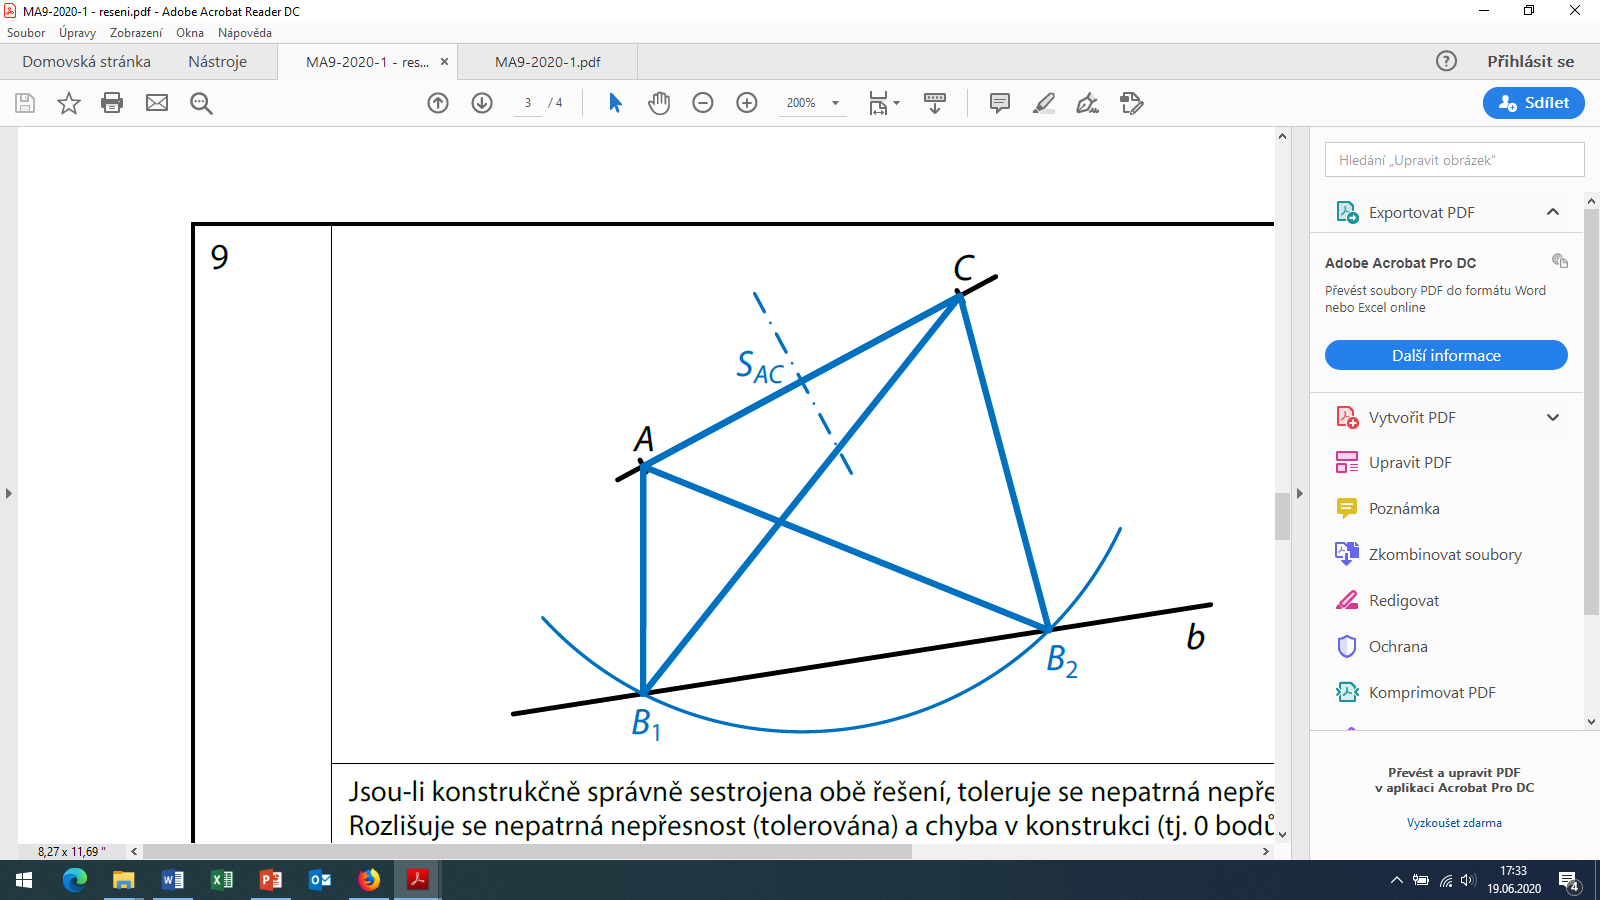 MA9-2020-1 - reseni.pdf - Adobe Acrobat Reader DC
Soubor Úpravy Zobrazení Okna Nápověda
Domovská stránka Nástroje MA9-2020-1 - res... × MA9-2020-1.pdf Přihlásit se
3 / 4 200% Sdílet
Hledání „Upravit obrázek“
Exportovat PDF
Adobe Acrobat Pro DC
Převést soubory PDF do formátu Word
nebo Excel online
Další informace
Vytvořit PDF
Upravit PDF
Poznámka
Zkombinovat soubory
Redigovat
Ochrana
Komprimovat PDF
Převést a upravit PDF
v aplikaci Acrobat Pro DC
Vyzkoušet zdarma
9
C
S_AC
A
b
B_2
B_1
Jsou-li konstrukčně správně sestrojena obě řešení, toleruje se nepatrná nepře
Rozlišuje se nepatrná nepřesnost (tolerována) a chyba v konstrukci (tj. 0 bodů
8,27 x 11,69 "
17:33
19.06.2020
4